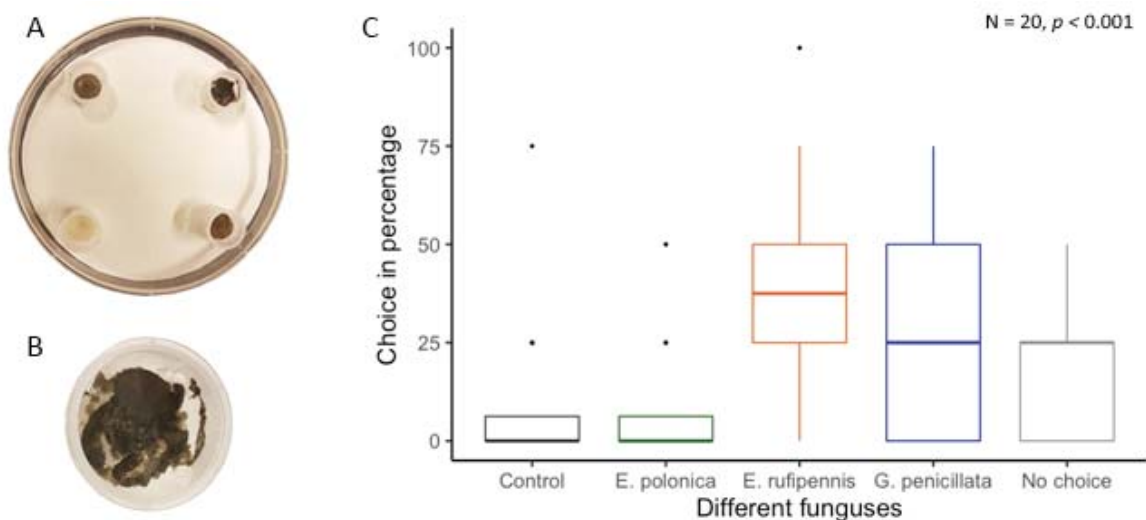 A
B
C
N = 20, p < 0.001
Choice in percentage
100
75
50
25
0
Control E. polonica E. rufipennis G. penicillata No choice
Different funguses